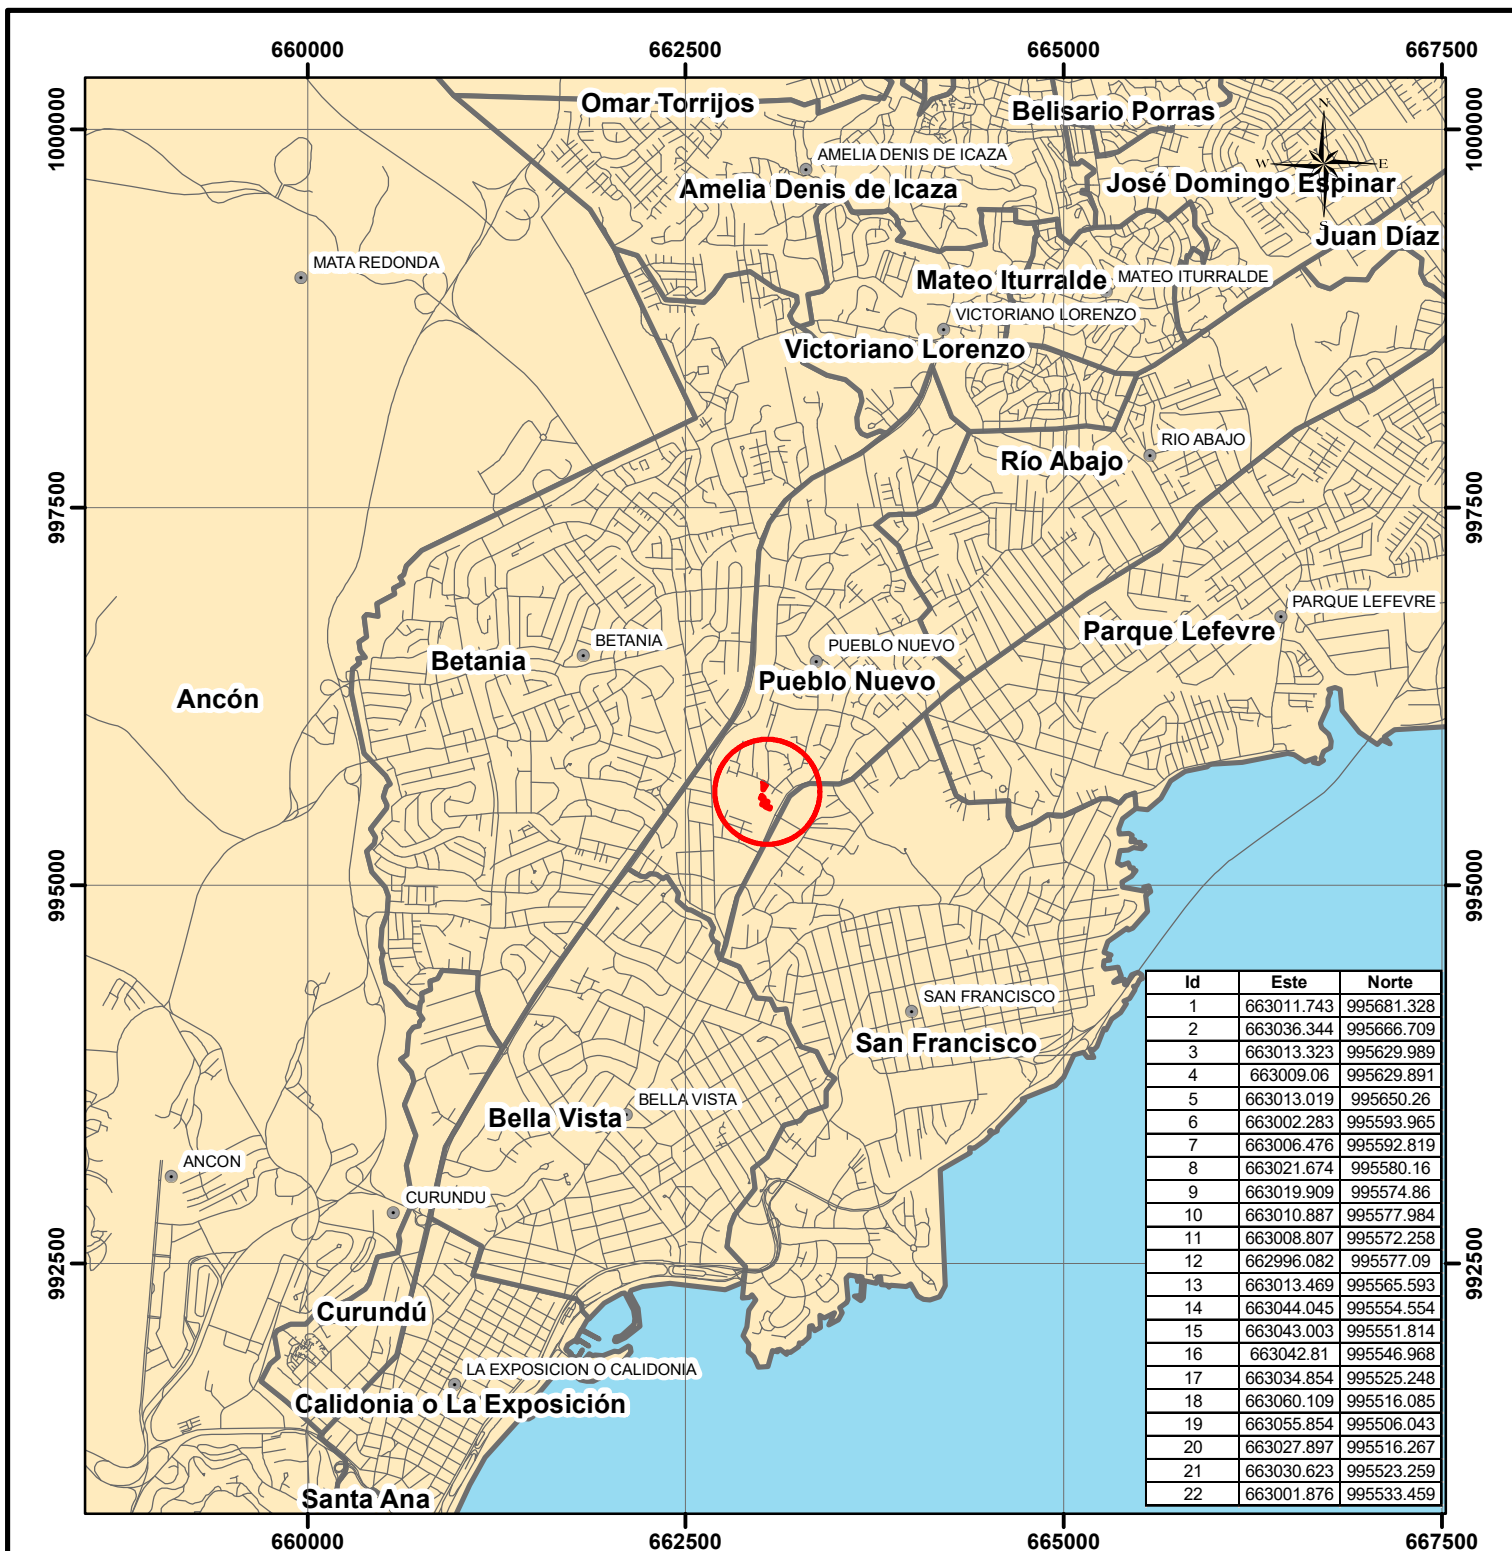 660000 662500 665000 667500
Omar Torrijos
Belisario Porras
N
1000000 1000000
AMELIA DENIS DE ICAZA
W E
Amelia Denis de Icaza
José Domingo Espinar
S
Juan Díaz
MATA REDONDA
Mateo Iturralde
MATEO ITURRALDE
VICTORIANO LORENZO
Victoriano Lorenzo
RIO ABAJO
Río Abajo
997500 997500
PARQUE LEFEVRE
Parque Lefevre
BETANIA
Betania
PUEBLO NUEVO
Pueblo Nuevo
Ancón
995000 995000
SAN FRANCISCO
San Francisco
BELLA VISTA
Bella Vista
ANCON
CURUNDU
992500 992500
Curundú
LA EXPOSICION O CALIDONIA
Calidonia o La Exposición
Santa Ana
Id Este Norte
1 663011.743 995681.328
2 663036.344 995666.709
3 663013.323 995629.989
4 663009.06 995629.891
5 663013.019 995650.26
6 663002.283 995593.965
7 663006.476 995592.819
8 663021.674 995580.16
9 663019.909 995574.86
10 663010.887 995577.984
11 663008.807 995572.258
12 662996.082 995577.09
13 663013.469 995565.593
14 663044.045 995554.554
15 663043.003 995551.814
16 663042.81 995546.968
17 663034.854 995525.248
18 663060.109 995516.085
19 663055.854 995506.043
20 663027.897 995516.267
21 663030.623 995523.259
22 663001.876 995533.459
660000 662500 665000 667500